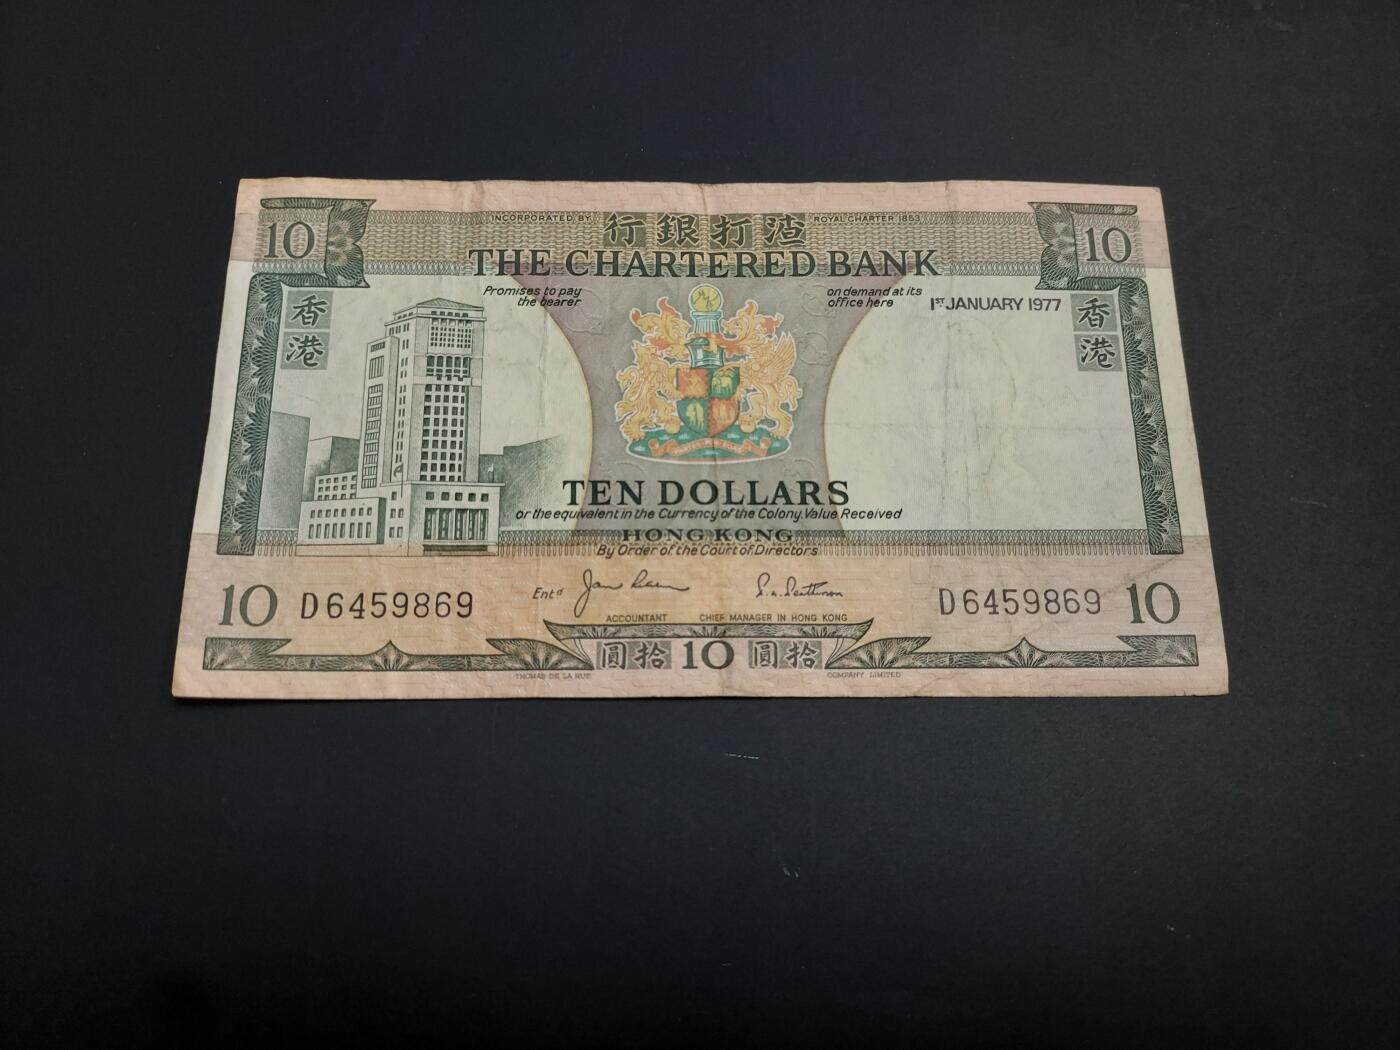 INCORPORATED BY 行銀打渣 ROYAL CHARTER 1853
10 THE CHARTERED BANK 10
Promises to pay
the bearer
on demand at its
office here
1ST JANUARY 1977
香港
香港
TEN DOLLARS
or the equivalent in the Currency of the Colony. Value Received
HONG KONG
By Order of the Court of Directors
10 D6459869 Entd D6459869 10
ACCOUNTANT CHIEF MANAGER IN HONG KONG
圓拾 10 圓拾
THOMAS DE LA RUE COMPANY LIMITED